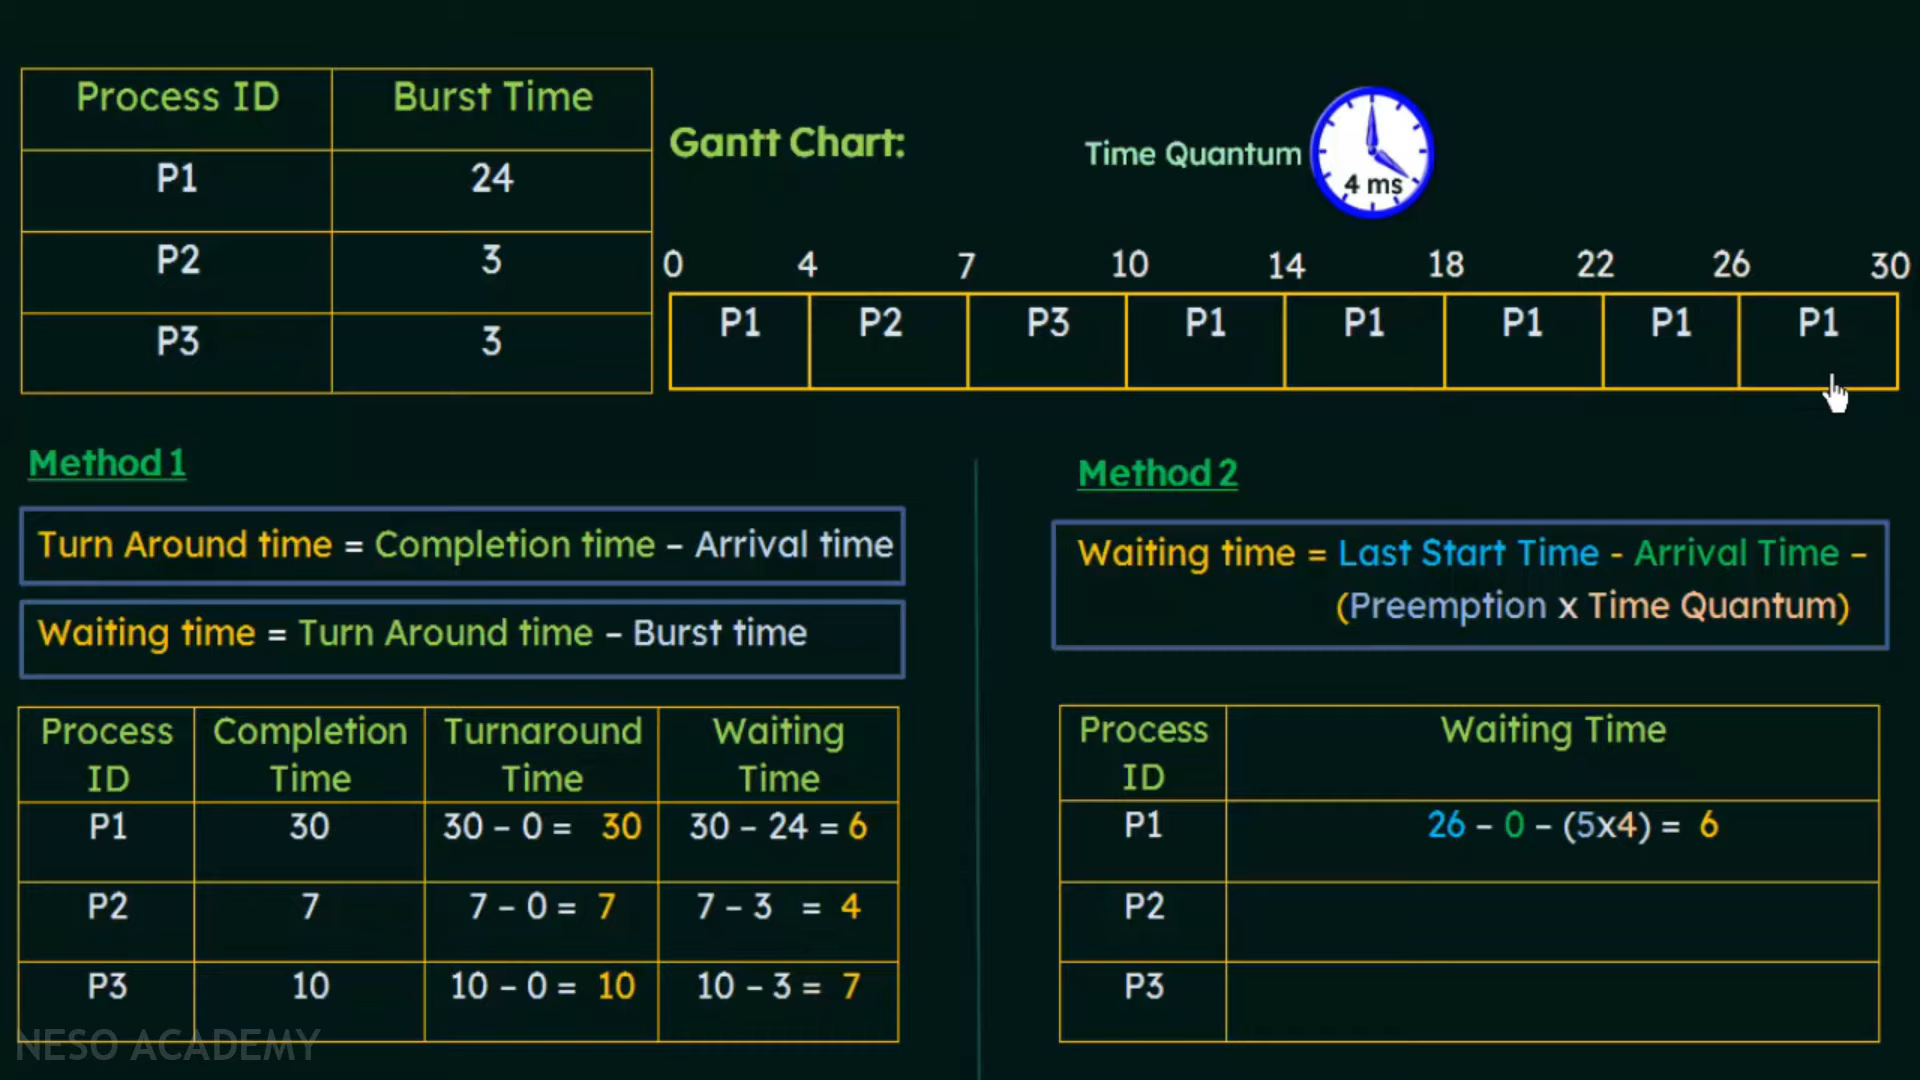 Process ID Burst Time
P1 24
P2 3
P3 3
Gantt Chart:
Time Quantum 4 ms
0 4 7 10 14 18 22 26 30
P1 P2 P3 P1 P1 P1 P1 P1
Method 1
Turn Around time = Completion time – Arrival time
Waiting time = Turn Around time – Burst time
Process ID Completion Time Turnaround Time Waiting Time
P1 30 30 – 0 = 30 30 – 24 = 6
P2 7 7 – 0 = 7 7 – 3 = 4
P3 10 10 – 0 = 10 10 – 3 = 7
Method 2
Waiting time = Last Start Time - Arrival Time –
(Preemption x Time Quantum)
Process ID Waiting Time
P1 26 – 0 – (5x4) = 6
P2
P3
NESO ACADEMY